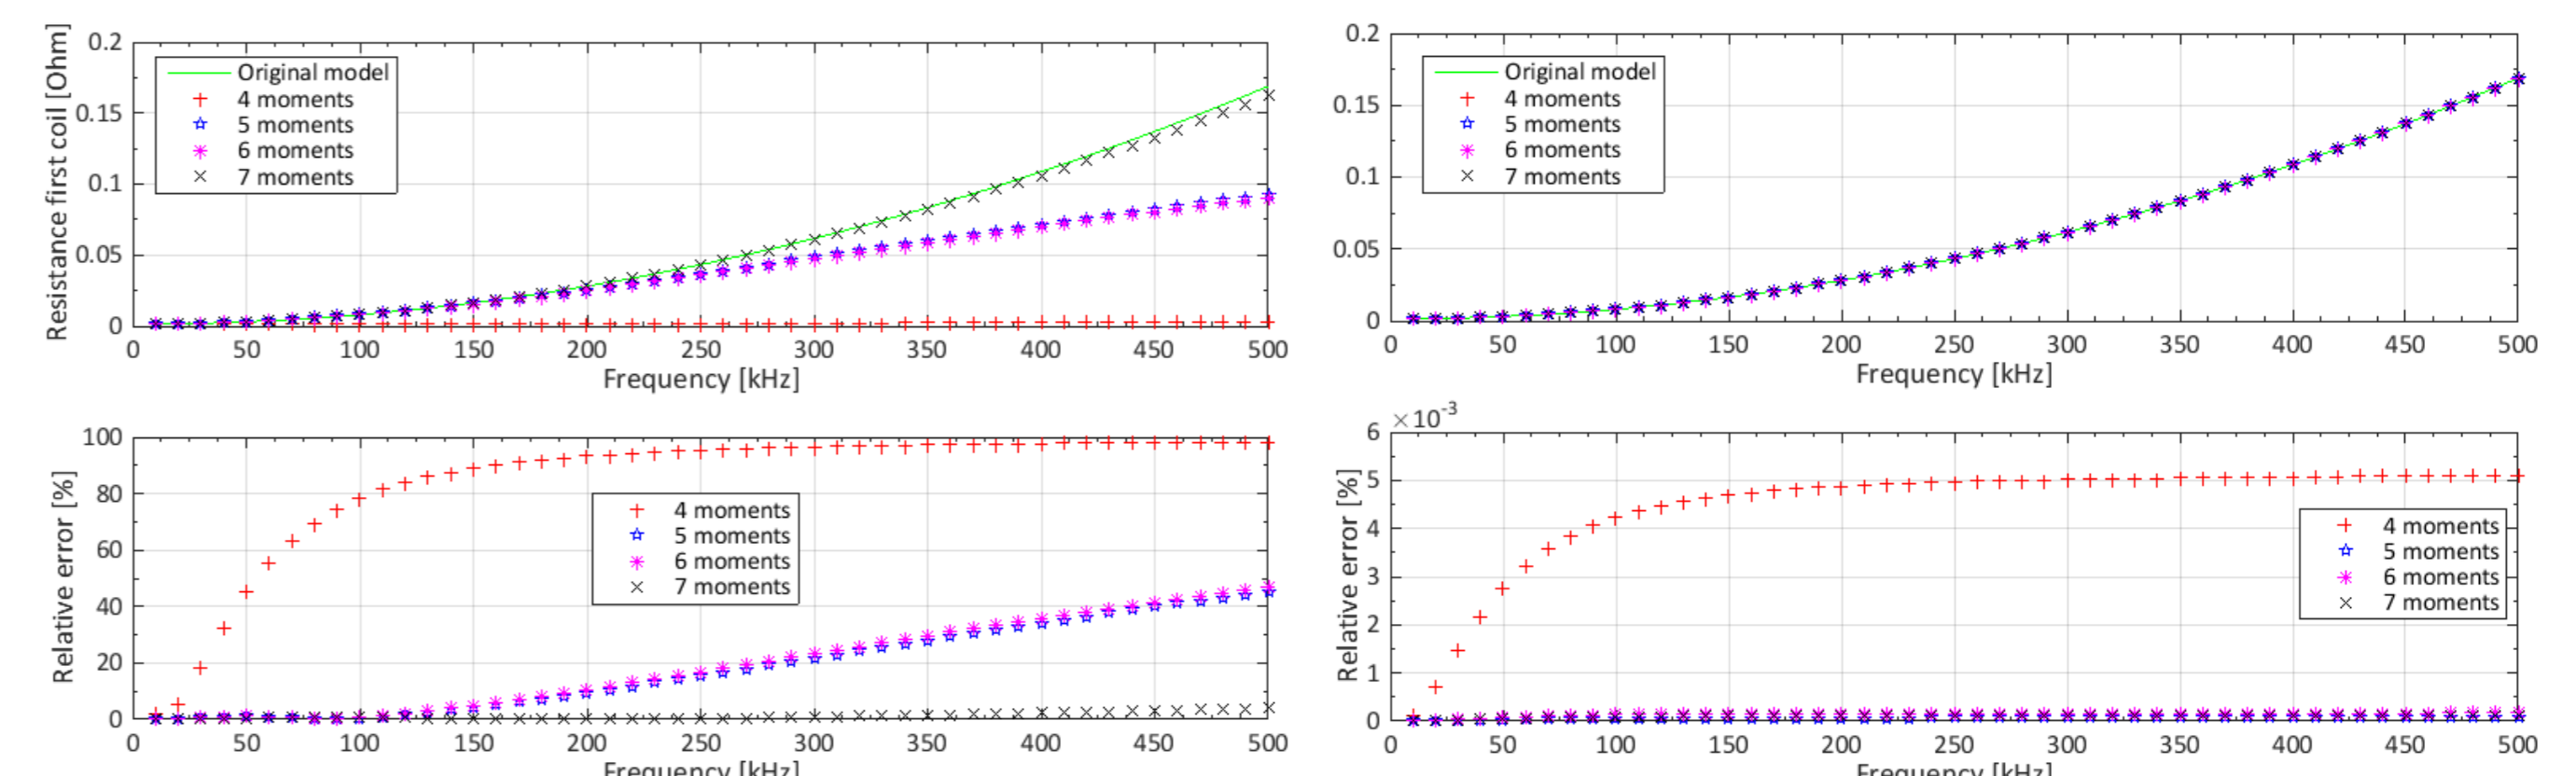 Resistance first coil [Ohm]
0.2
0.15
0.1
0.05
0
Original model
4 moments
5 moments
6 moments
7 moments
0 50 100 150 200 250 300 350 400 450 500
Frequency [kHz]
0.2
0.15
0.1
0.05
0
Original model
4 moments
5 moments
6 moments
7 moments
0 50 100 150 200 250 300 350 400 450 500
Frequency [kHz]
Relative error [%]
100
80
60
40
20
0
4 moments
5 moments
6 moments
7 moments
0 50 100 150 200 250 300 350 400 450 500
Frequency [kHz]
×10⁻³
Relative error [%]
6
5
4
3
2
1
0
4 moments
5 moments
6 moments
7 moments
0 50 100 150 200 250 300 350 400 450 500
Frequency [kHz]